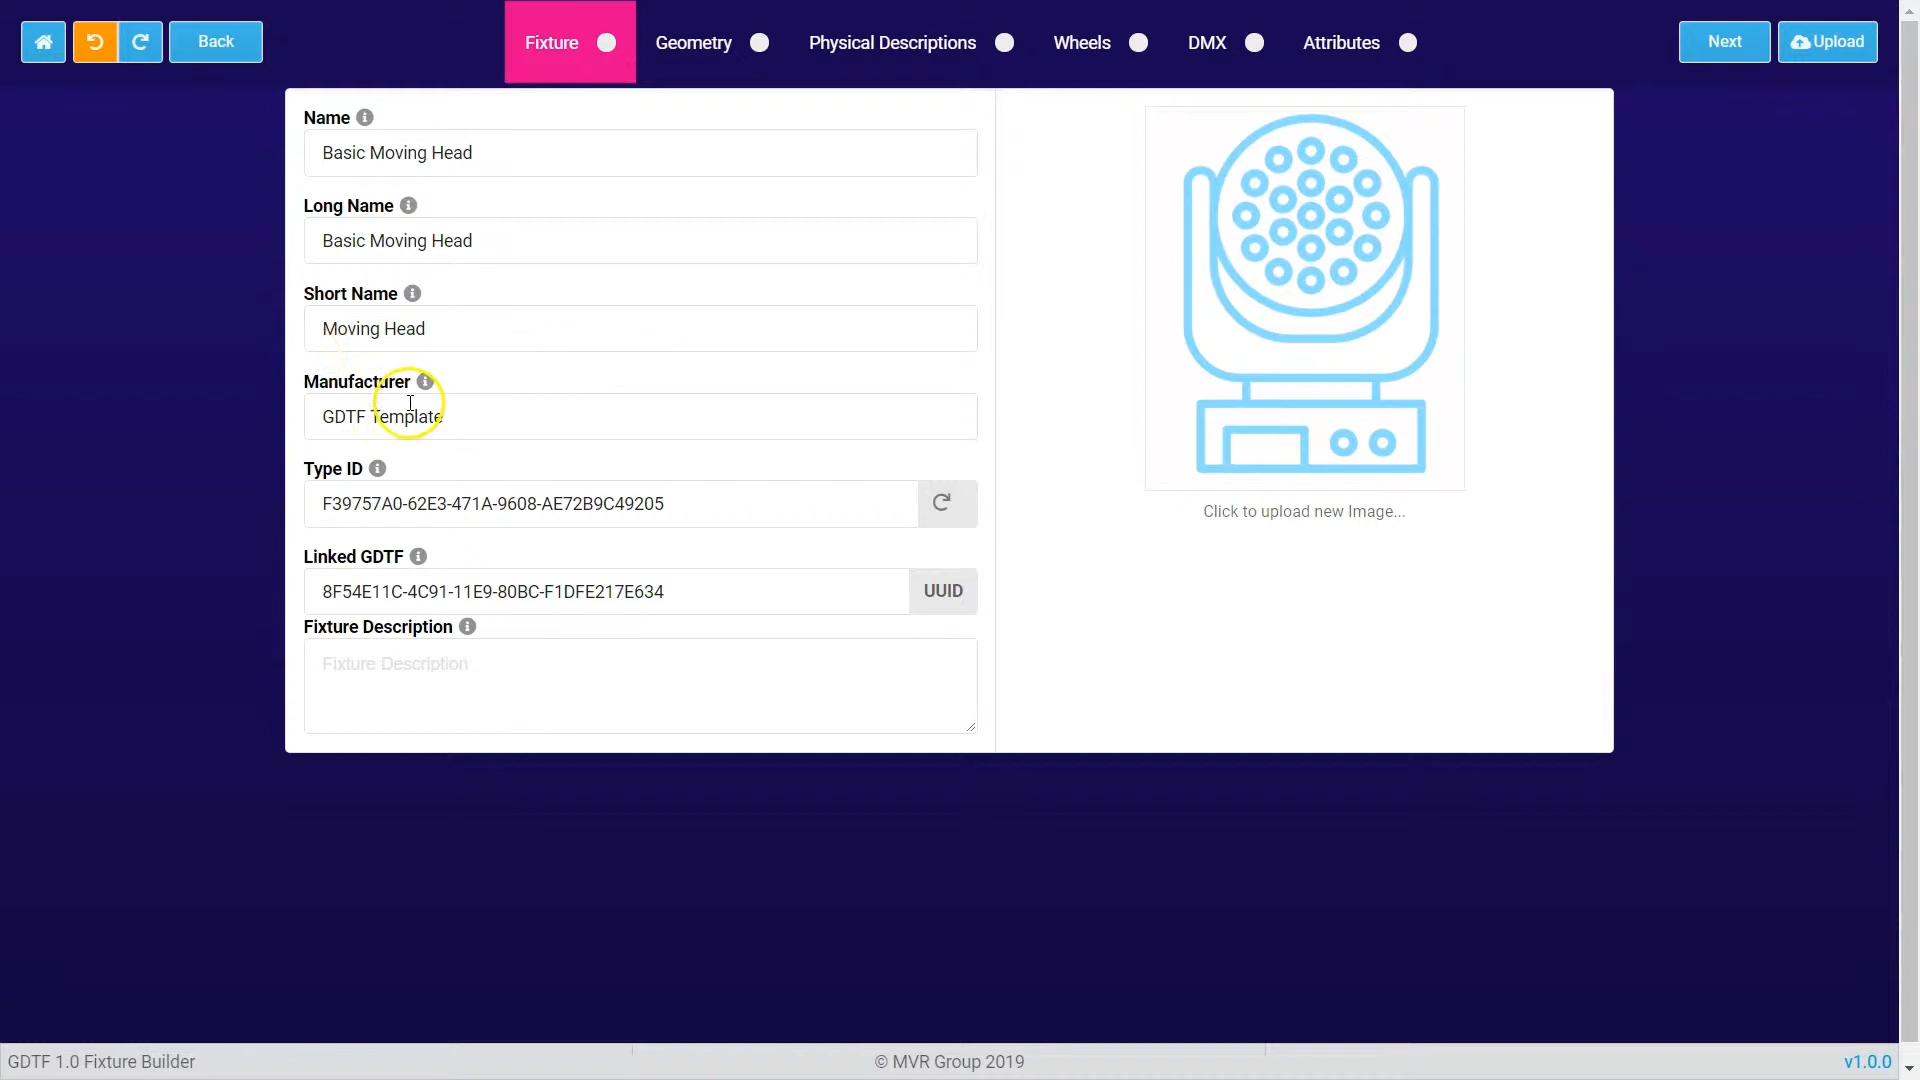 Back
Fixture
Geometry
Physical Descriptions
Wheels
DMX
Attributes
Next
Upload
Name
Basic Moving Head
Long Name
Basic Moving Head
Short Name
Moving Head
Manufacturer
GDTF Template
Type ID
F39757A0-62E3-471A-9608-AE72B9C49205
Linked GDTF
8F54E11C-4C91-11E9-80BC-F1DFE217E634
UUID
Fixture Description
Fixture Description
Click to upload new Image...
GDTF 1.0 Fixture Builder
© MVR Group 2019
v1.0.0